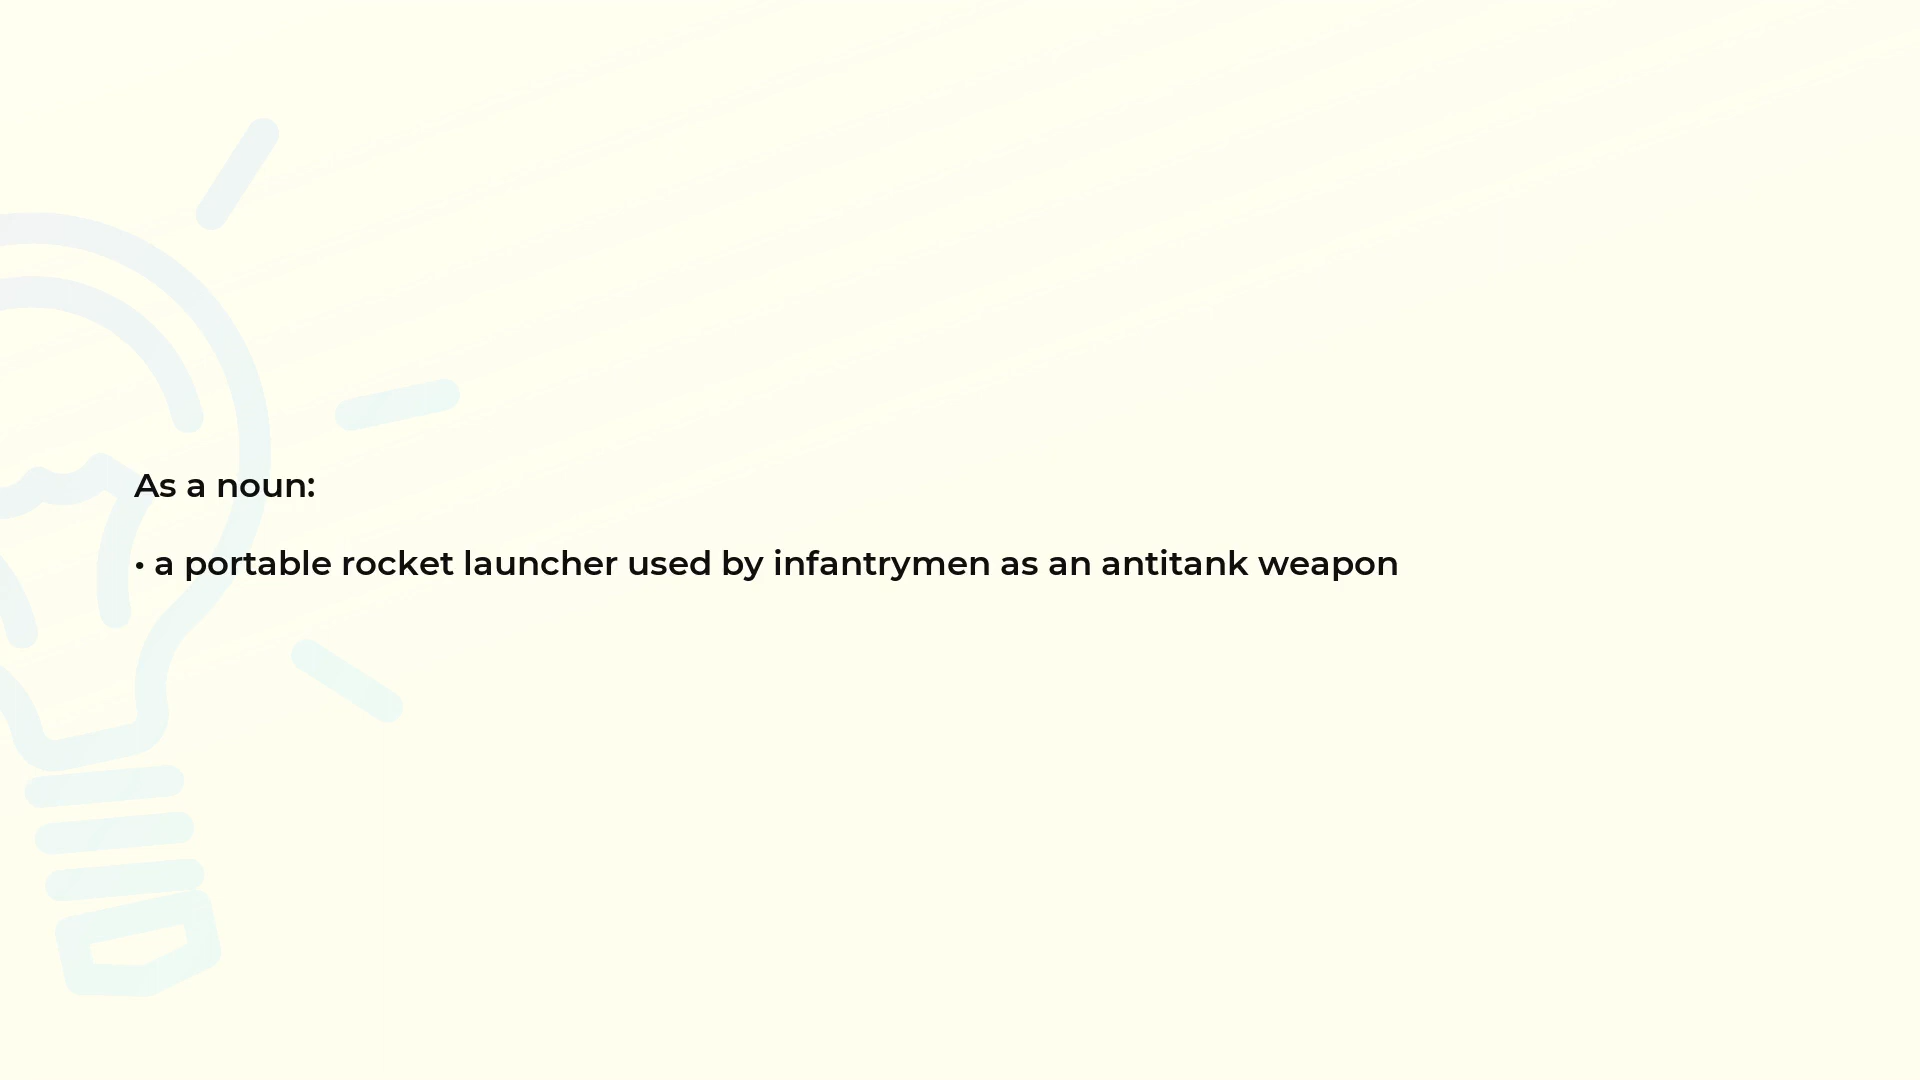 As a noun:
• a portable rocket launcher used by infantrymen as an antitank weapon